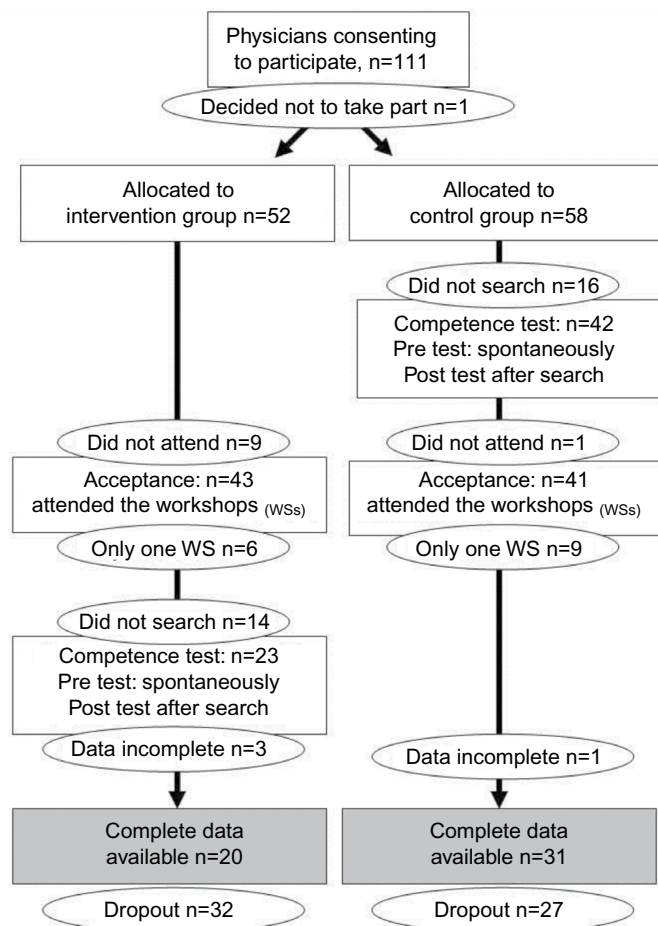 Physicians consenting
to participate, n=111
Decided not to take part n=1
Allocated to
intervention group n=52
Allocated to
control group n=58
Did not search n=16
Competence test: n=42
Pre test: spontaneously
Post test after search
Did not attend n=9
Did not attend n=1
Acceptance: n=43
attended the workshops (WSs)
Acceptance: n=41
attended the workshops (WSs)
Only one WS n=6
Only one WS n=9
Did not search n=14
Competence test: n=23
Pre test: spontaneously
Post test after search
Data incomplete n=3
Data incomplete n=1
Complete data
available n=20
Complete data
available n=31
Dropout n=32
Dropout n=27